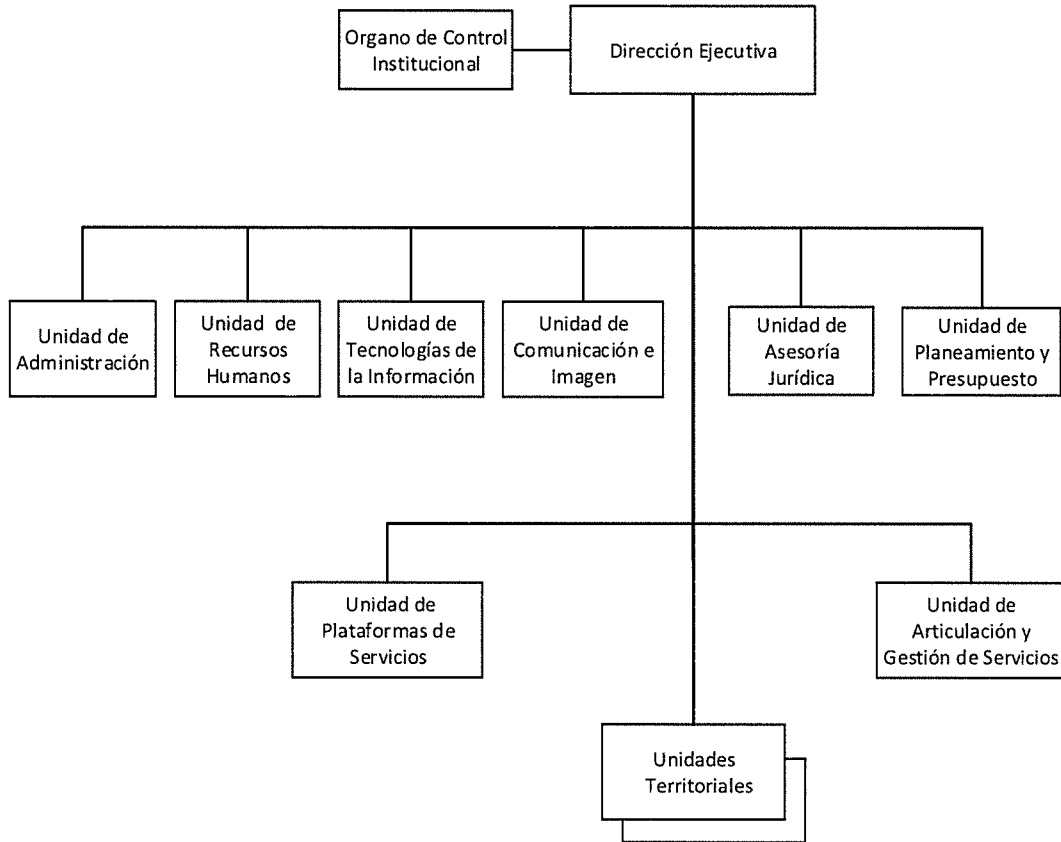 Organo de Control
Institucional
Dirección Ejecutiva
Unidad de
Administración
Unidad de
Recursos
Humanos
Unidad de
Tecnologías de
la Información
Unidad de
Comunicación e
Imagen
Unidad de
Asesoría
Jurídica
Unidad de
Planeamiento y
Presupuesto
Unidad de
Plataformas de
Servicios
Unidad de
Articulación y
Gestión de Servicios
Unidades
Territoriales